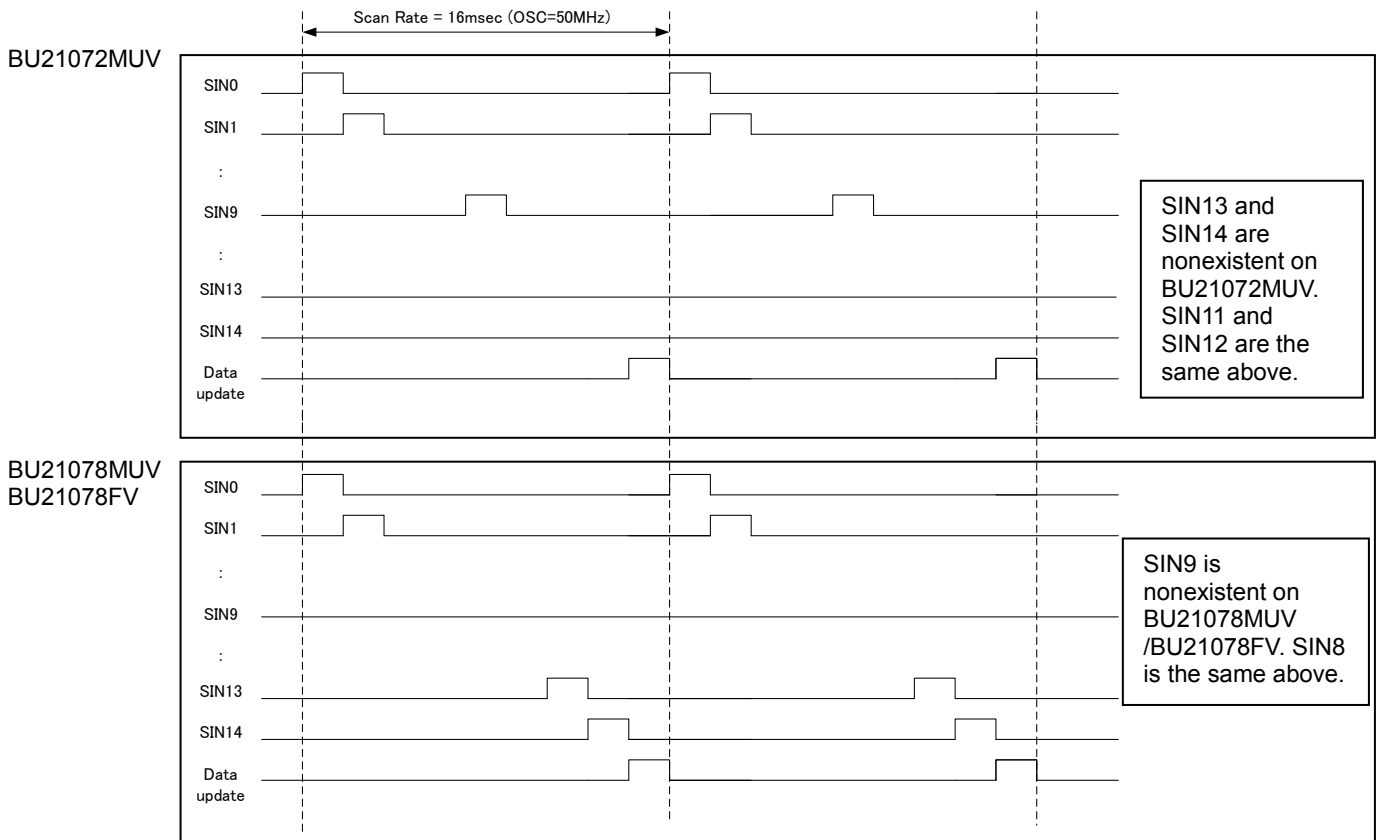 Scan Rate = 16msec (OSC=50MHz)
BU21072MUV
SIN0
SIN1
:
SIN9
:
SIN13
SIN14
Data
update
SIN13 and
SIN14 are
nonexistent on
BU21072MUV.
SIN11 and
SIN12 are the
same above.
BU21078MUV
BU21078FV
SIN0
SIN1
:
SIN9
:
SIN13
SIN14
Data
update
SIN9 is
nonexistent on
BU21078MUV
/BU21078FV. SIN8
is the same above.